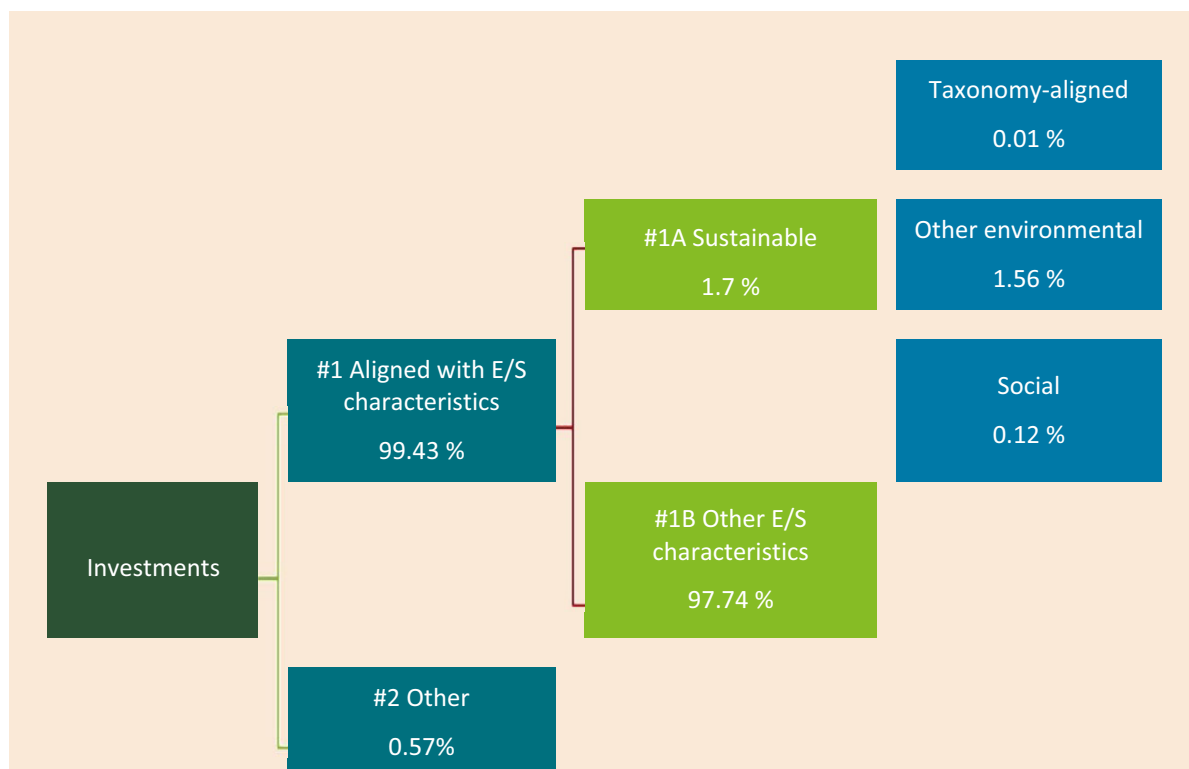 Taxonomy-aligned
0.01 %
#1A Sustainable
1.7 %
Other environmental
1.56 %
#1 Aligned with E/S
characteristics
99.43 %
Social
0.12 %
Investments
#1B Other E/S
characteristics
97.74 %
#2 Other
0.57%